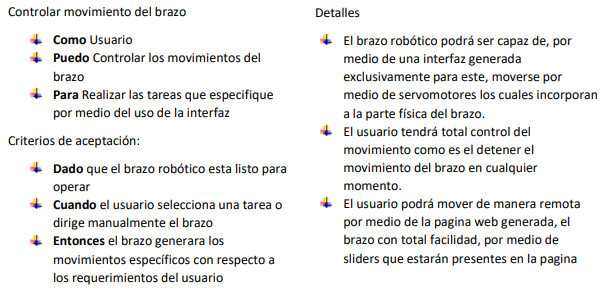 Controlar movimiento del brazo
Como Usuario
Puedo Controlar los movimientos del
brazo
Para Realizar las tareas que especifique
por medio del uso de la interfaz
Criterios de aceptación:
Dado que el brazo robótico esta listo para
operar
Cuando el usuario selecciona una tarea o
dirige manualmente el brazo
Entonces el brazo generara los
movimientos específicos con respecto a
los requerimientos del usuario
Detalles
El brazo robótico podrá ser capaz de, por
medio de una interfaz generada
exclusivamente para este, moverse por
medio de servomotores los cuales incorporan
a la parte física del brazo.
El usuario tendrá total control del
movimiento como es el detener el
movimiento del brazo en cualquier
momento.
El usuario podrá mover de manera remota
por medio de la pagina web generada, el
brazo con total facilidad, por medio de
sliders que estarán presentes en la pagina